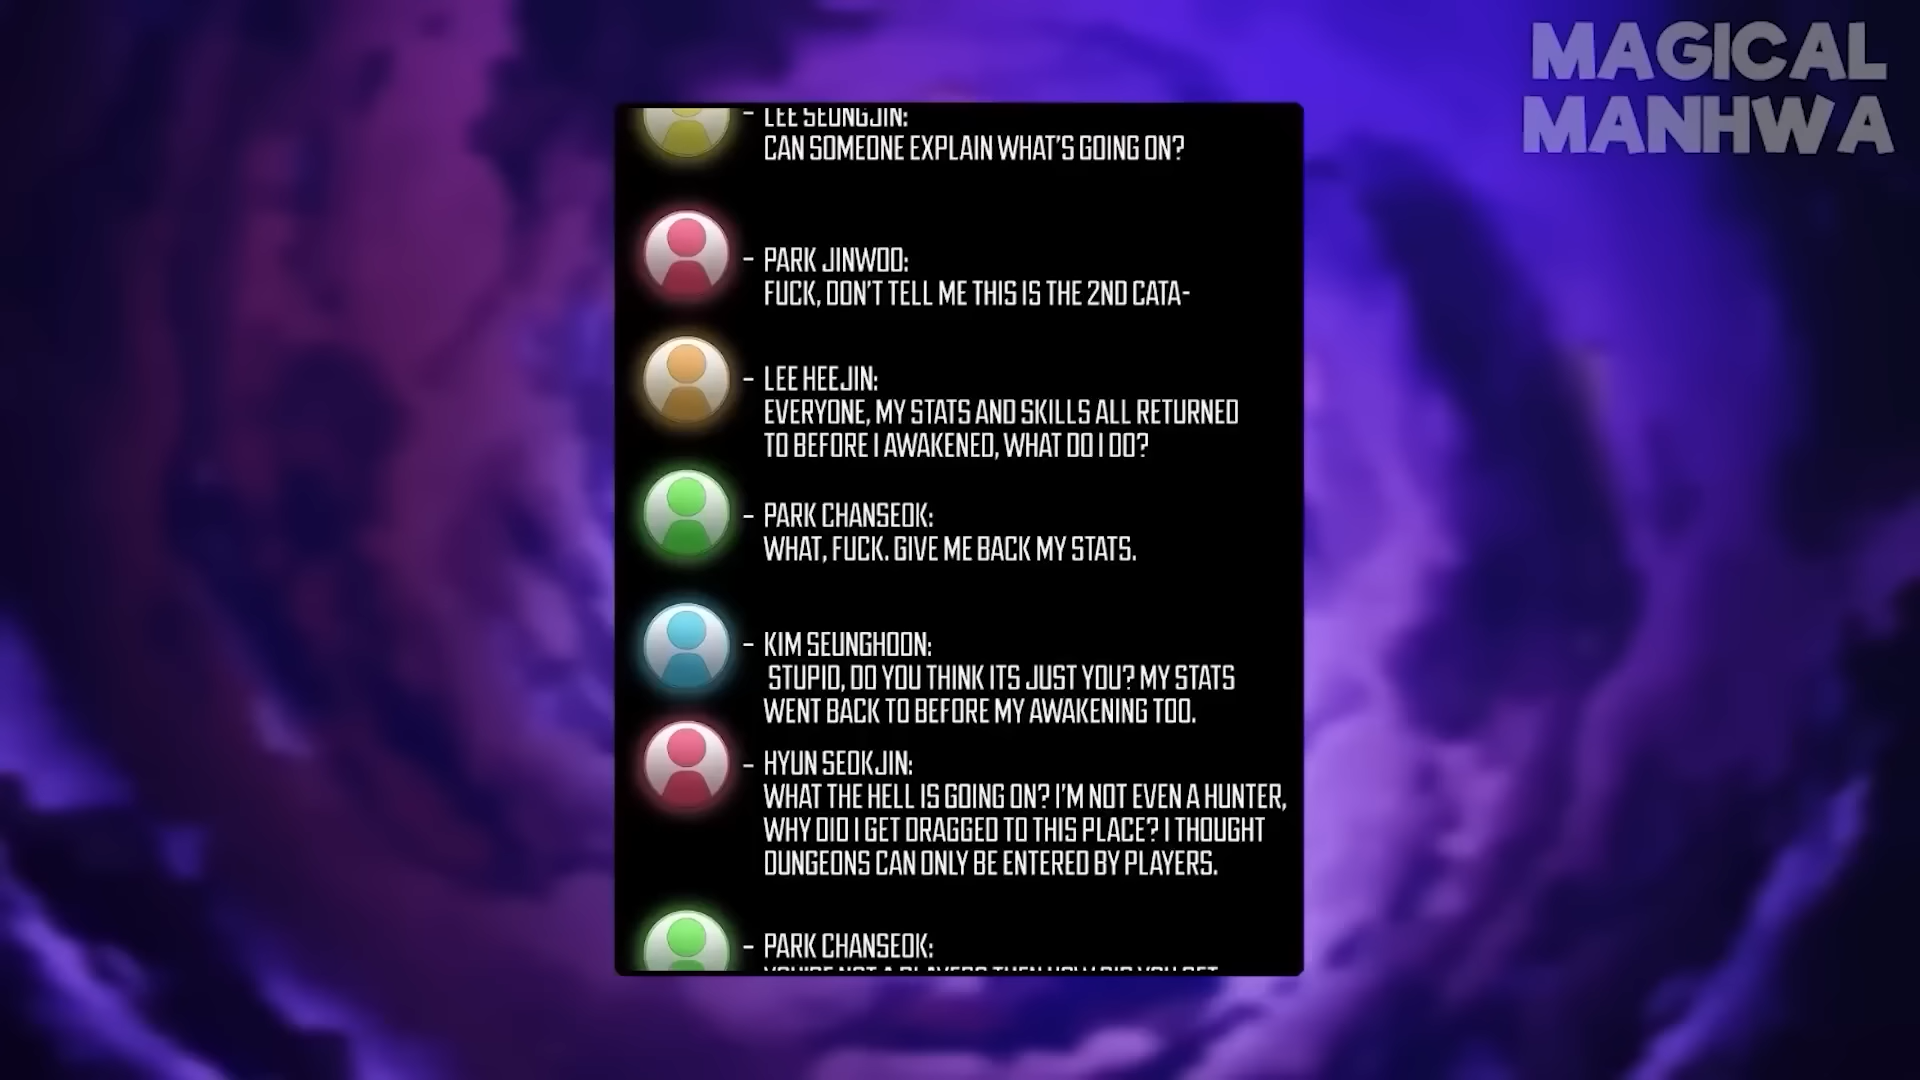 MAGICAL
MANHWA
- LEE SEUNGJIN:
CAN SOMEONE EXPLAIN WHAT'S GOING ON?
- PARK JINWOO:
FUCK, DON'T TELL ME THIS IS THE 2ND CATA-
- LEE HEEJIN:
EVERYONE, MY STATS AND SKILLS ALL RETURNED
TO BEFORE I AWAKENED, WHAT DO I DO?
- PARK CHANSEOK:
WHAT, FUCK. GIVE ME BACK MY STATS.
- KIM SEUNGHOON:
STUPID, DO YOU THINK ITS JUST YOU? MY STATS
WENT BACK TO BEFORE MY AWAKENING TOO.
- HYUN SEOKJIN:
WHAT THE HELL IS GOING ON? I'M NOT EVEN A HUNTER,
WHY DID I GET DRAGGED TO THIS PLACE? I THOUGHT
DUNGEONS CAN ONLY BE ENTERED BY PLAYERS.
- PARK CHANSEOK: